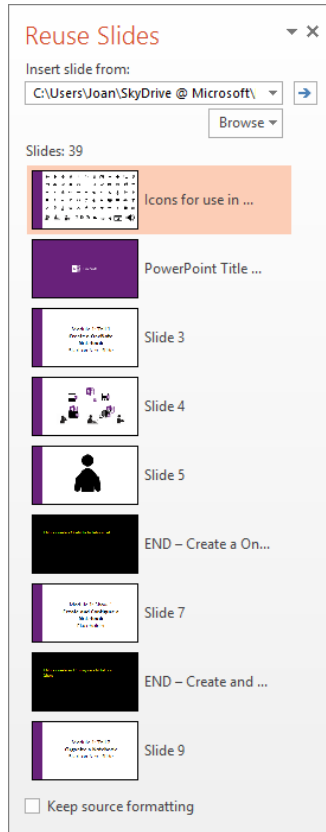 Reuse Slides
Insert slide from:
C:\Users\Joan\SkyDrive @ Microsoft\
Browse
Slides: 39
Icons for use in ...
PowerPoint Title ...
Slide 3
Slide 4
Slide 5
END – Create a On...
Slide 7
END – Create and ...
Slide 9
Keep source formatting